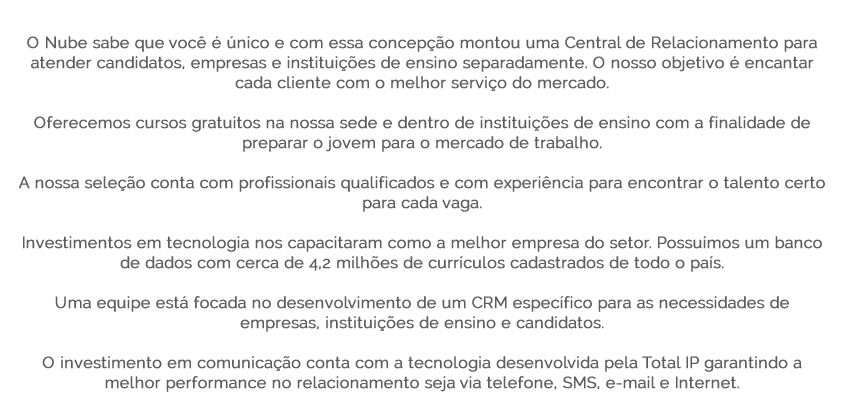 O Nube sabe que você é único e com essa concepção montou uma Central de Relacionamento para
atender candidatos, empresas e instituições de ensino separadamente. O nosso objetivo é encantar
cada cliente com o melhor serviço do mercado.
Oferecemos cursos gratuitos na nossa sede e dentro de instituições de ensino com a finalidade de
preparar o jovem para o mercado de trabalho.
A nossa seleção conta com profissionais qualificados e com experiência para encontrar o talento certo
para cada vaga.
Investimentos em tecnologia nos capacitaram como a melhor empresa do setor. Possuímos um banco
de dados com cerca de 4,2 milhões de currículos cadastrados de todo o país.
Uma equipe está focada no desenvolvimento de um CRM específico para as necessidades de
empresas, instituições de ensino e candidatos.
O investimento em comunicação conta com a tecnologia desenvolvida pela Total IP garantindo a
melhor performance no relacionamento seja via telefone, SMS, e-mail e Internet.